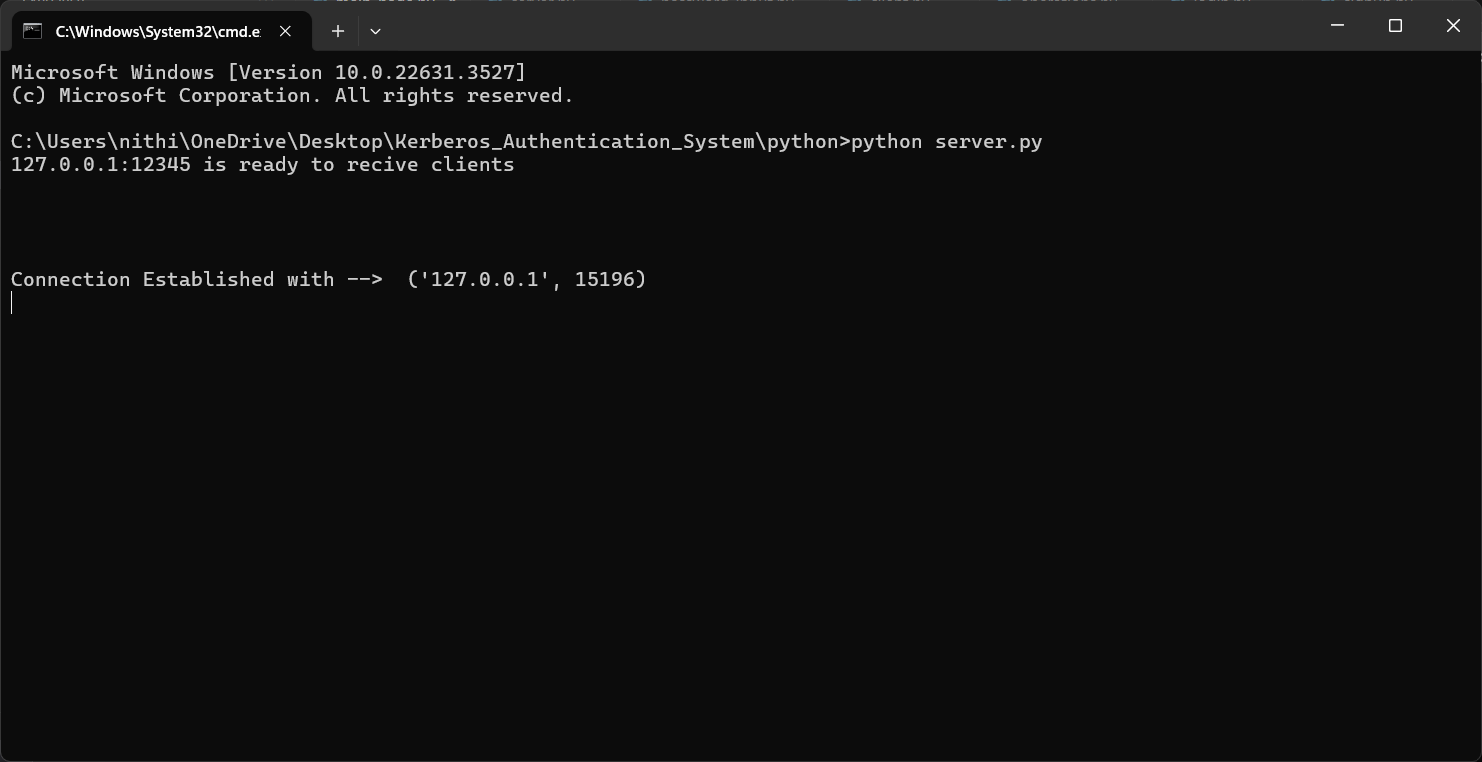 C:\Windows\System32\cmd.e
Microsoft Windows [Version 10.0.22631.3527]
(c) Microsoft Corporation. All rights reserved.
C:\Users\nithi\OneDrive\Desktop\Kerberos_Authentication_System\python>python server.py
127.0.0.1:12345 is ready to recive clients
Connection Established with -->  ('127.0.0.1', 15196)